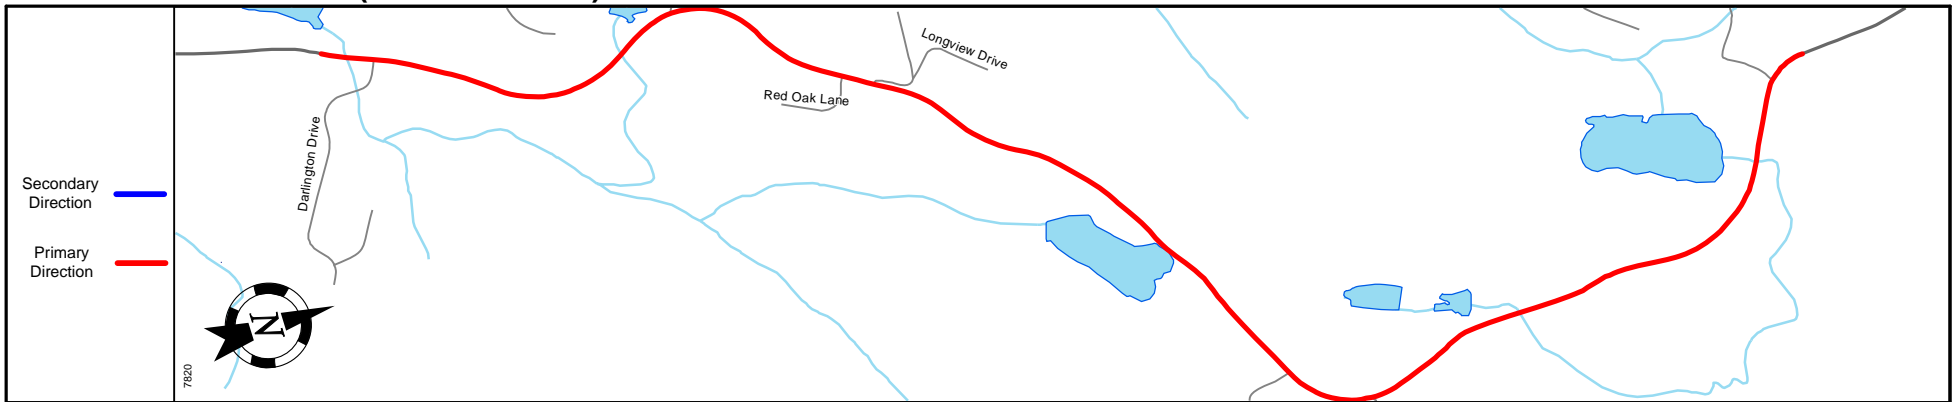 Secondary
Direction
Primary
Direction
Darlington Drive
Red Oak Lane
Longview Drive
N
7820